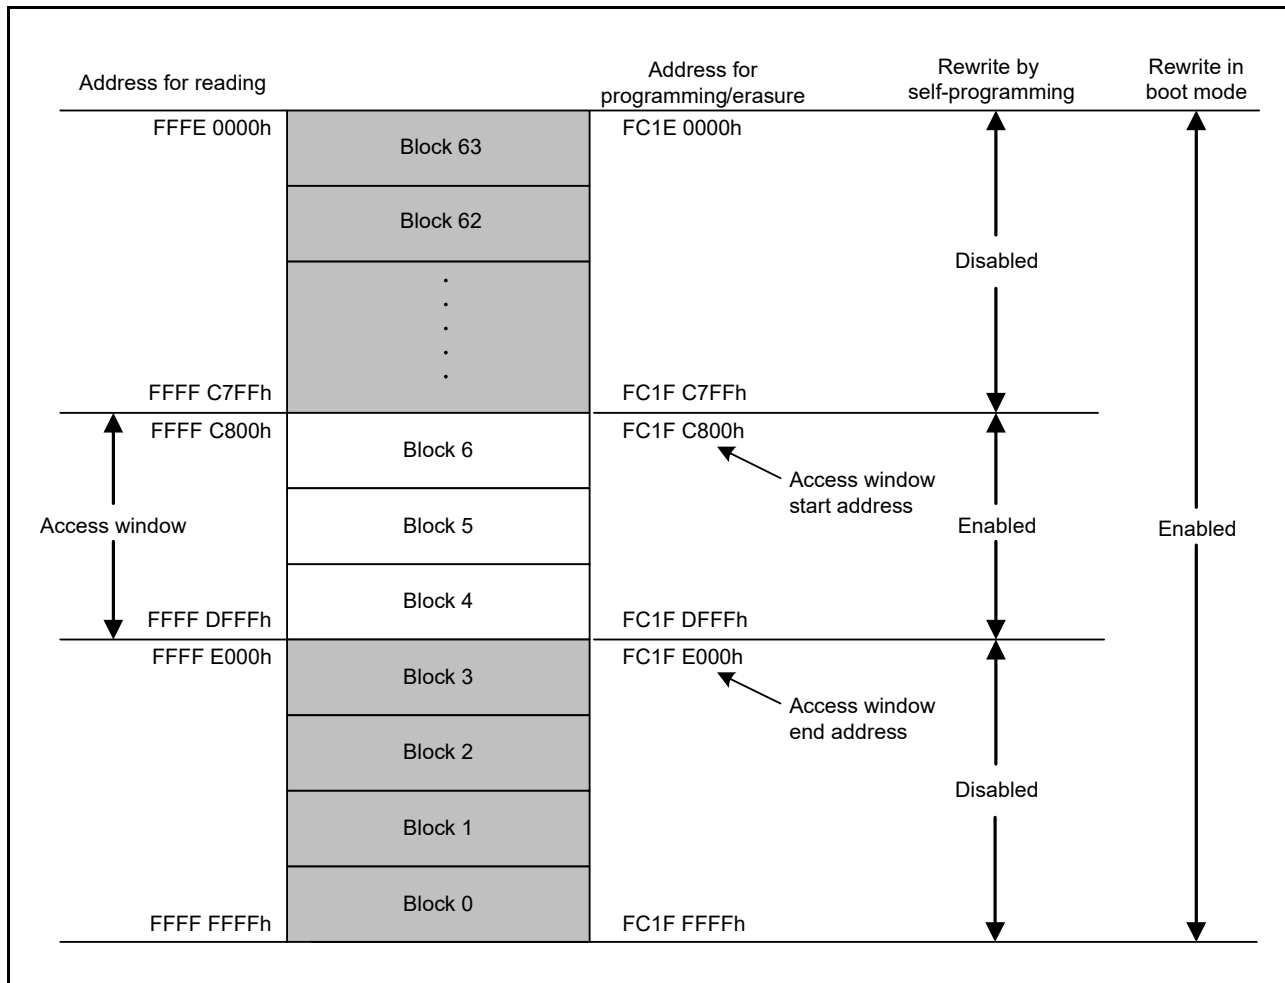 Address for reading
Address for
programming/erasure
Rewrite by
self-programming
Rewrite in
boot mode
FFFE 0000h
Block 63
FC1E 0000h
Block 62
Disabled
FFFF C7FFh
FC1F C7FFh
FFFF C800h
Block 6
FC1F C800h
Access window
start address
Access window
Block 5
Enabled
Enabled
Block 4
FFFF DFFFh
FC1F DFFFh
FFFF E000h
Block 3
FC1F E000h
Access window
end address
Block 2
Disabled
Block 1
Block 0
FFFF FFFFh
FC1F FFFFh